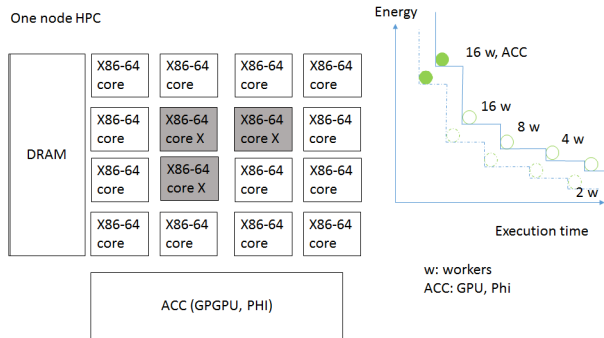 One node HPC
DRAM
X86-64
core
X86-64
core
X86-64
core
X86-64
core
X86-64
core
X86-64
core X
X86-64
core X
X86-64
core
X86-64
core
X86-64
core X
X86-64
core
X86-64
core
X86-64
core
X86-64
core
X86-64
core
X86-64
core
ACC (GPGPU, PHI)
Energy
16 w, ACC
16 w
8 w
4 w
2 w
Execution time
w: workers
ACC: GPU, Phi